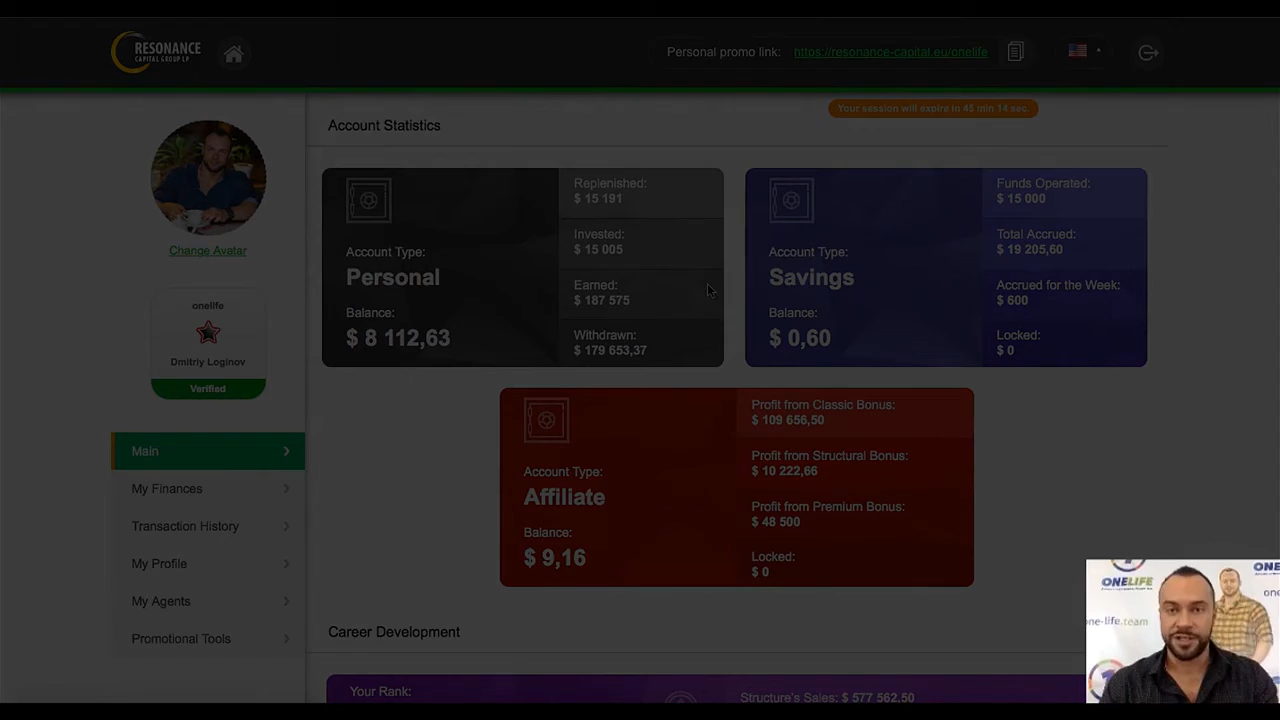 RESONANCE
CAPITAL GROUP LP
Personal promo link: https://resonance-capital.eu/onelife
Your session will expire in 45 min 14 sec.
Change Avatar
onelife
Dmitriy Loginov
Verified
Main
My Finances
Transaction History
My Profile
My Agents
Promotional Tools
Account Statistics
Account Type:
Personal
Balance:
$ 8 112,63
Replenished:
$ 15 191
Invested:
$ 15 005
Earned:
$ 187 575
Withdrawn:
$ 179 653,37
Account Type:
Savings
Balance:
$ 0,60
Funds Operated:
$ 15 000
Total Accrued:
$ 19 205,60
Accrued for the Week:
$ 600
Locked:
$ 0
Account Type:
Affiliate
Balance:
$ 9,16
Profit from Classic Bonus:
$ 109 656,50
Profit from Structural Bonus:
$ 10 222,66
Profit from Premium Bonus:
$ 48 500
Locked:
$ 0
Career Development
Your Rank:
Structure's Sales: $ 577 562,50
ONELIFE
one-life.team